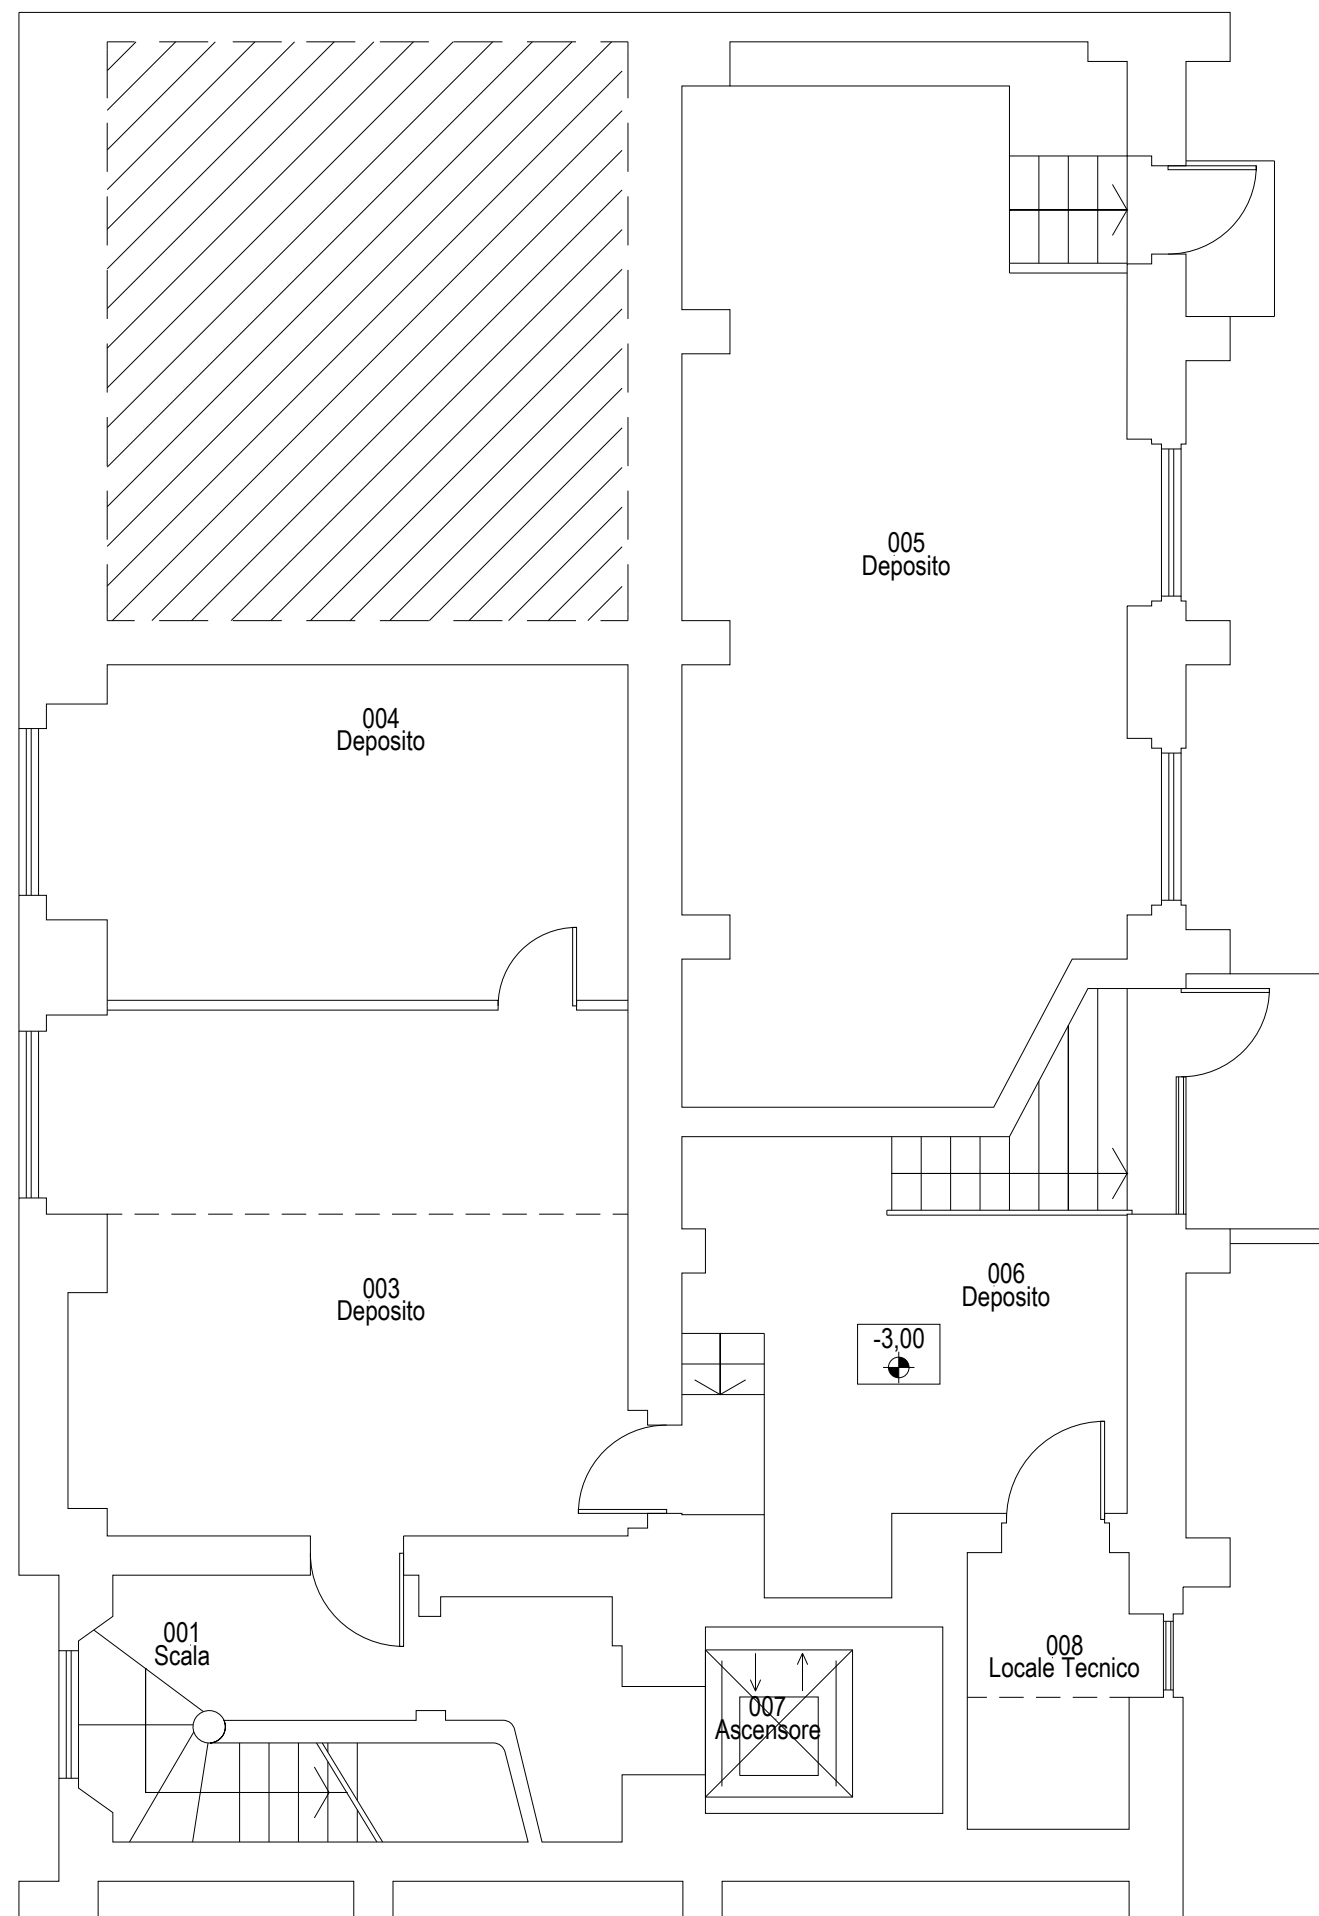 005
Deposito
004
Deposito
006
Deposito
003
Deposito
-3,00
001
Scala
008
Locale Tecnico
007
Ascensore